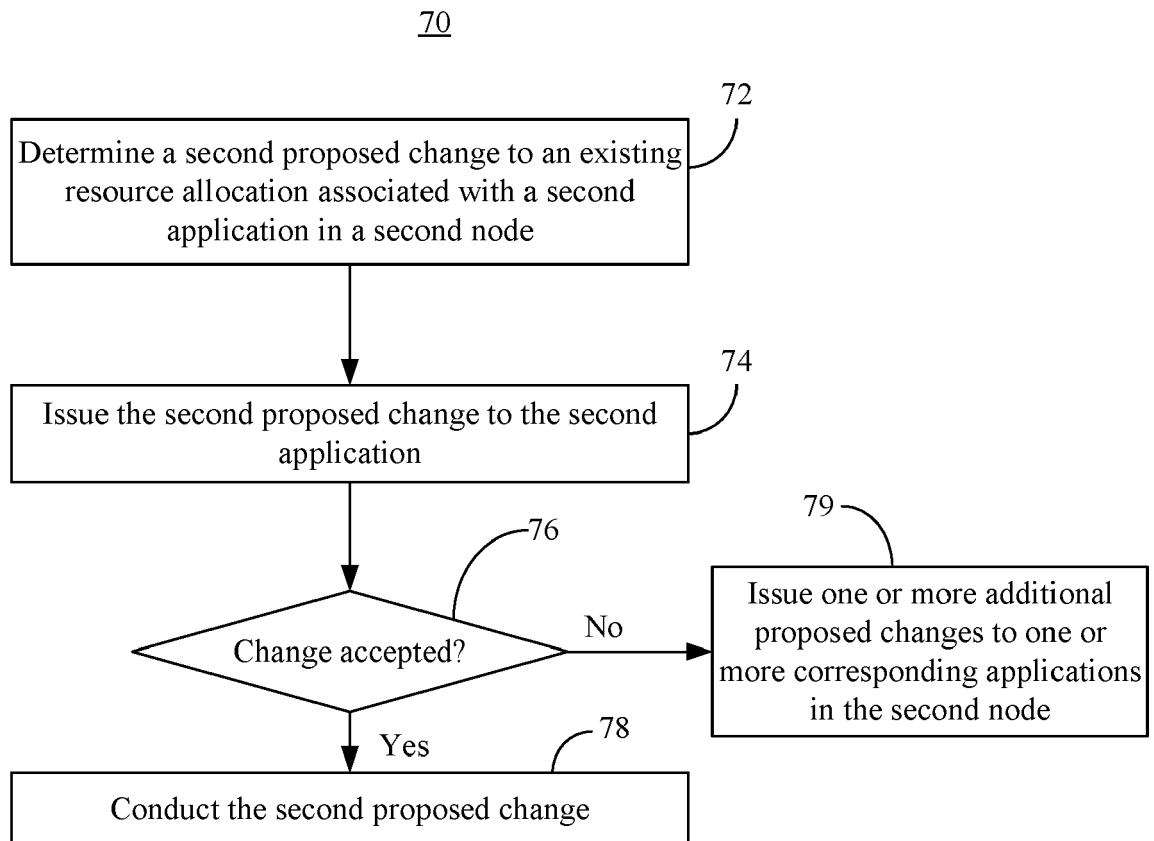 70
72
Determine a second proposed change to an existing
resource allocation associated with a second
application in a second node
74
Issue the second proposed change to the second
application
76
Change accepted?
No
79
Issue one or more additional
proposed changes to one or
more corresponding applications
in the second node
Yes
78
Conduct the second proposed change